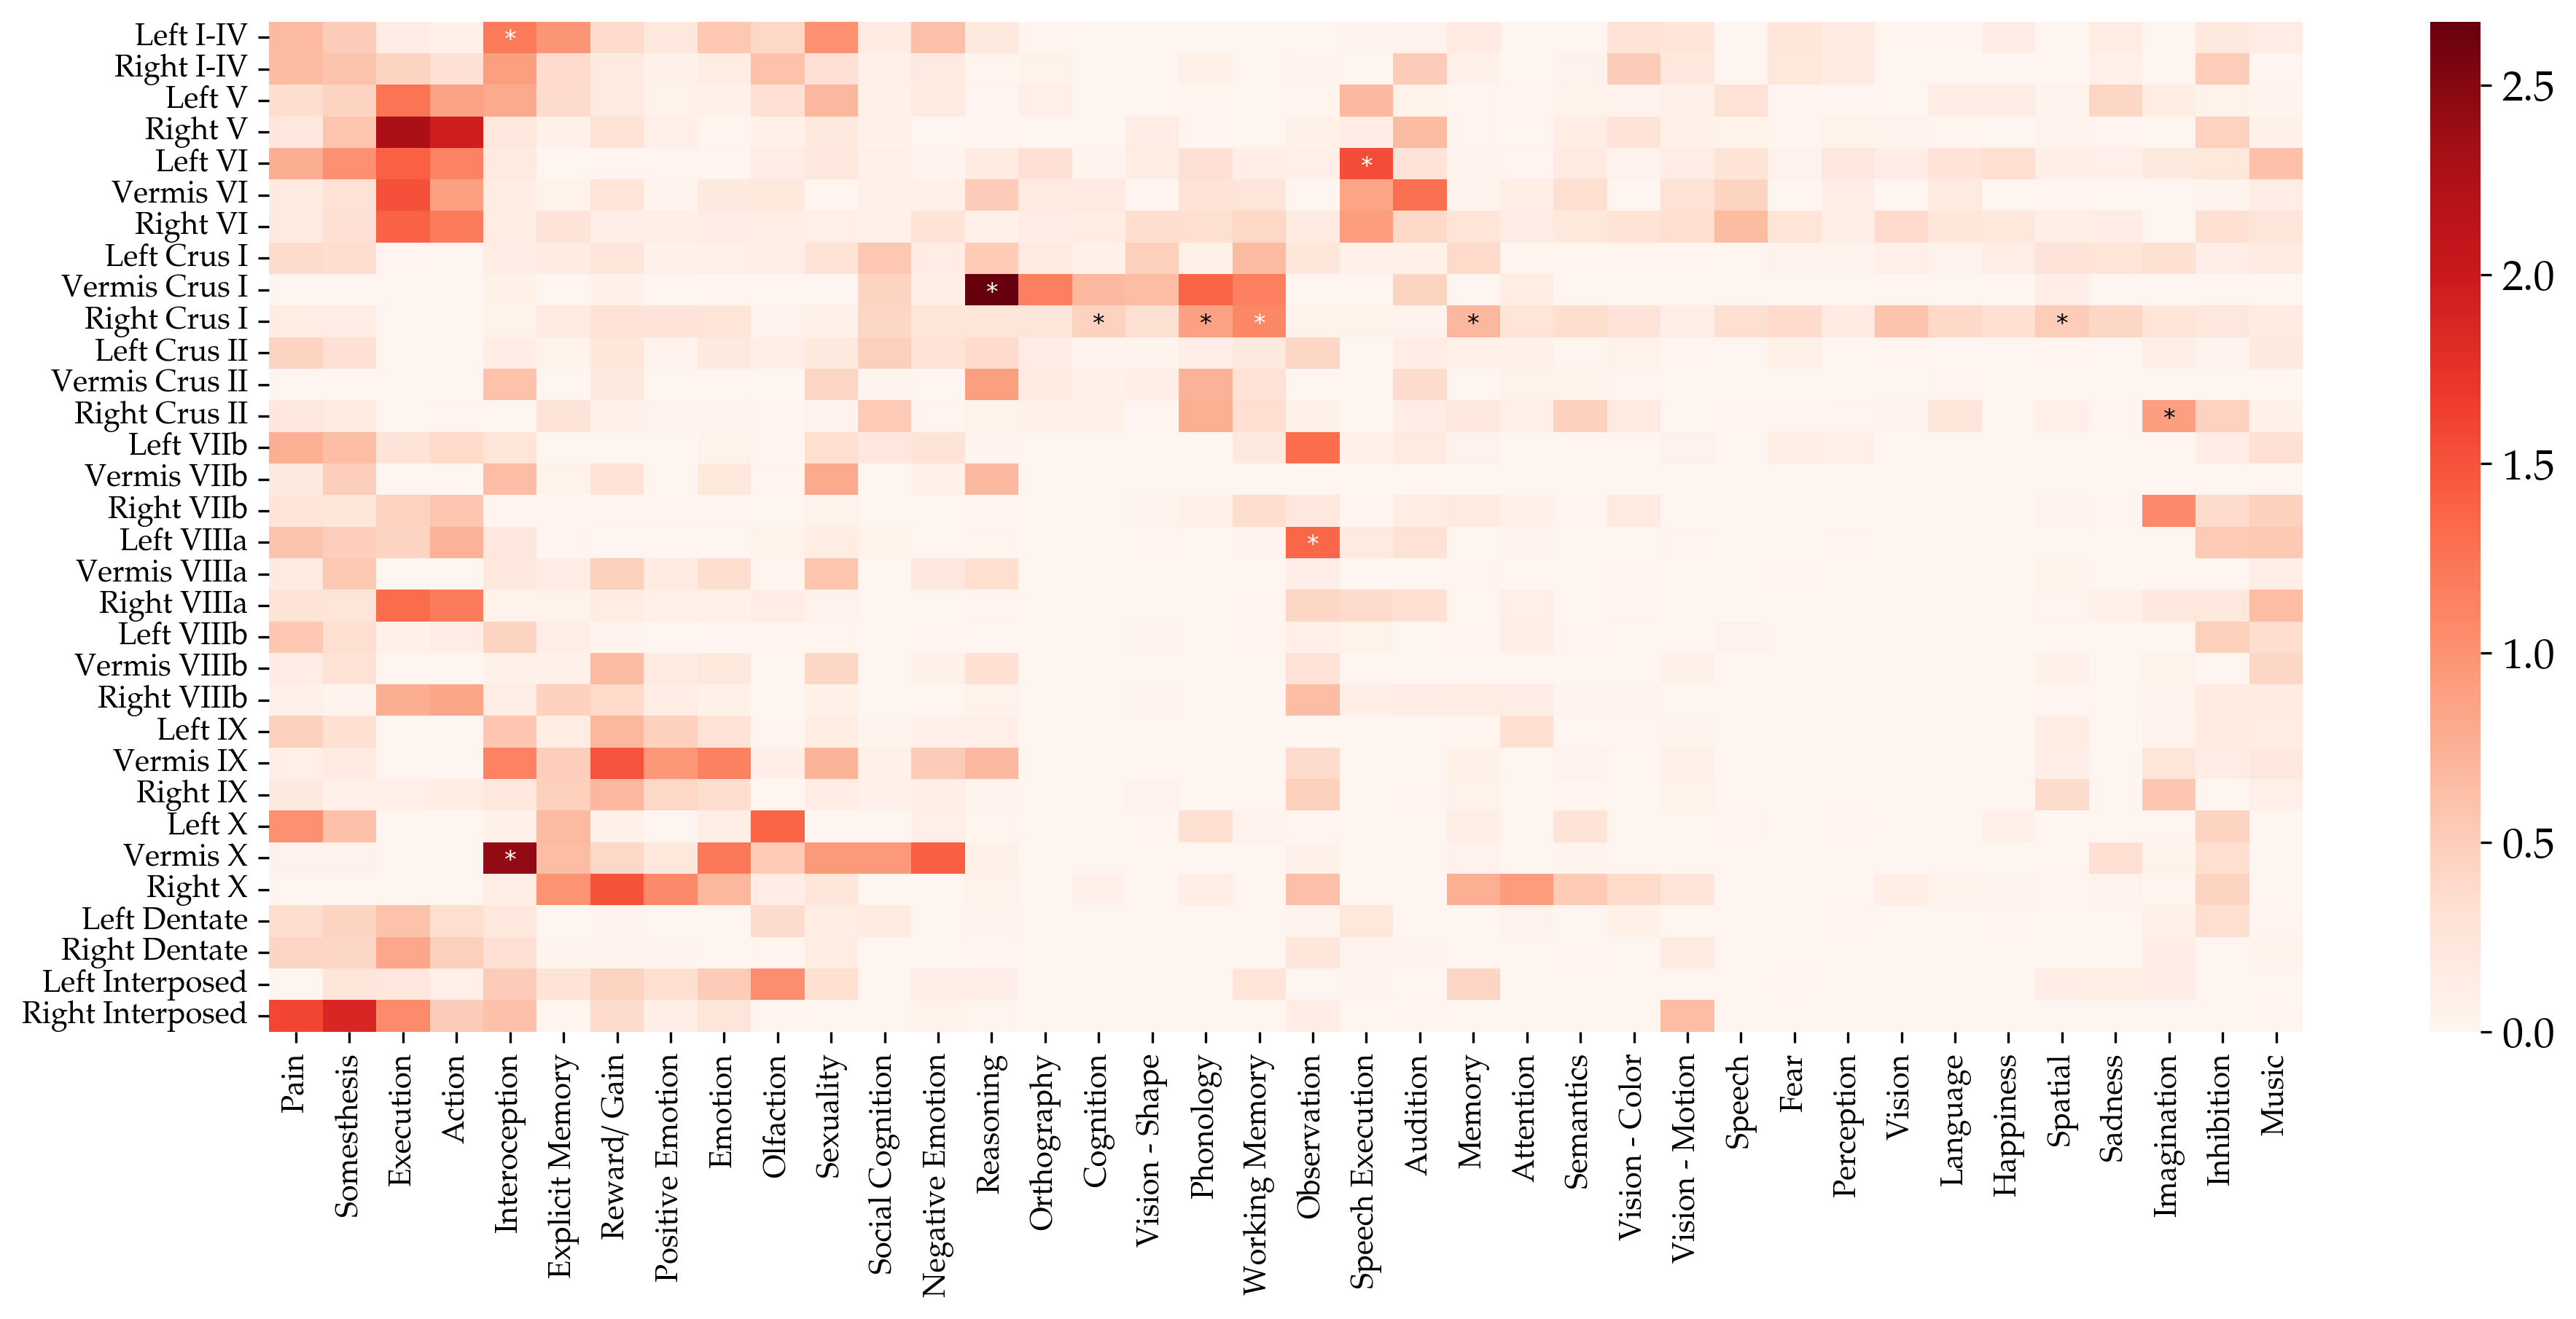 Left I-IV
Right I-IV
Left V
Right V
Left VI
Vermis VI
Right VI
Left Crus I
Vermis Crus I
Right Crus I
Left Crus II
Vermis Crus II
Right Crus II
Left VIIb
Vermis VIIb
Right VIIb
Left VIIIa
Vermis VIIIa
Right VIIIa
Left VIIIb
Vermis VIIIb
Right VIIIb
Left IX
Vermis IX
Right IX
Left X
Vermis X
Right X
Left Dentate
Right Dentate
Left Interposed
Right Interposed
*
*
*
*
*
*
*
*
*
*
*
Pain
Somesthesis
Execution
Action
Interoception
Explicit Memory
Reward/ Gain
Positive Emotion
Emotion
Olfaction
Sexuality
Social Cognition
Negative Emotion
Reasoning
Orthography
Cognition
Vision - Shape
Phonology
Working Memory
Observation
Speech Execution
Audition
Memory
Attention
Semantics
Vision - Color
Vision - Motion
Speech
Fear
Perception
Vision
Language
Happiness
Spatial
Sadness
Imagination
Inhibition
Music
2.5
2.0
1.5
1.0
0.5
0.0